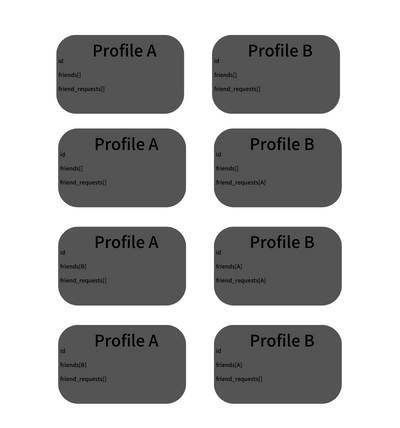 Profile A
id
friends[]
friend_requests[]
Profile B
id
friends[]
friend_requests[]
Profile A
id
friends[]
friend_requests[]
Profile B
id
friends[]
friend_requests[A]
Profile A
id
friends[B]
friend_requests[]
Profile B
id
friends[A]
friend_requests[A]
Profile A
id
friends[B]
friend_requests[]
Profile B
id
friends[A]
friend_requests[]